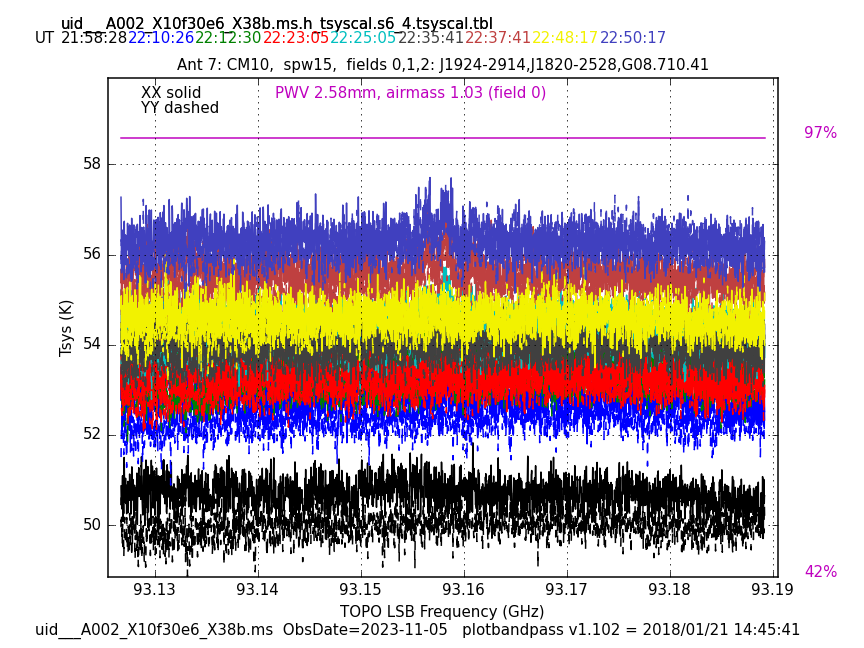 uid___A002_X10f30e6_X38b.ms.h_tsyscal.s6_4.tsyscal.tbl
UT 21:58:28 22:10:26 22:12:30 22:23:05 22:25:05 22:35:41 22:37:41 22:48:17 22:50:17
Ant 7: CM10,  spw15,  fields 0,1,2: J1924-2914,J1820-2528,G08.710.41
XX solid PWV 2.58mm, airmass 1.03 (field 0)
YY dashed
97%
58
56
54
52
50
Tsys (K)
42%
93.13 93.14 93.15 93.16 93.17 93.18 93.19
TOPO LSB Frequency (GHz)
uid___A002_X10f30e6_X38b.ms  ObsDate=2023-11-05   plotbandpass v1.102 = 2018/01/21 14:45:41